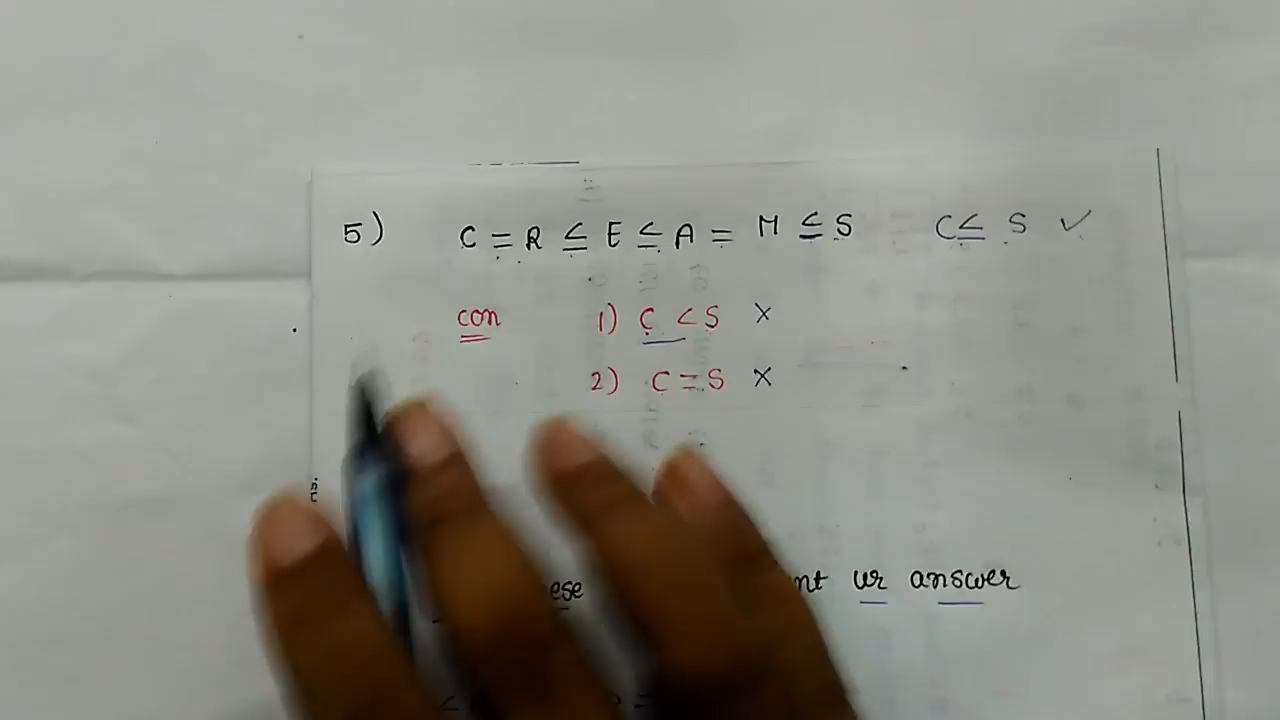 5) C = R ≤ E ≤ A = M ≤ S C ≤ S ✓
con 1) C < S ×
2) C = S ×
ur answer